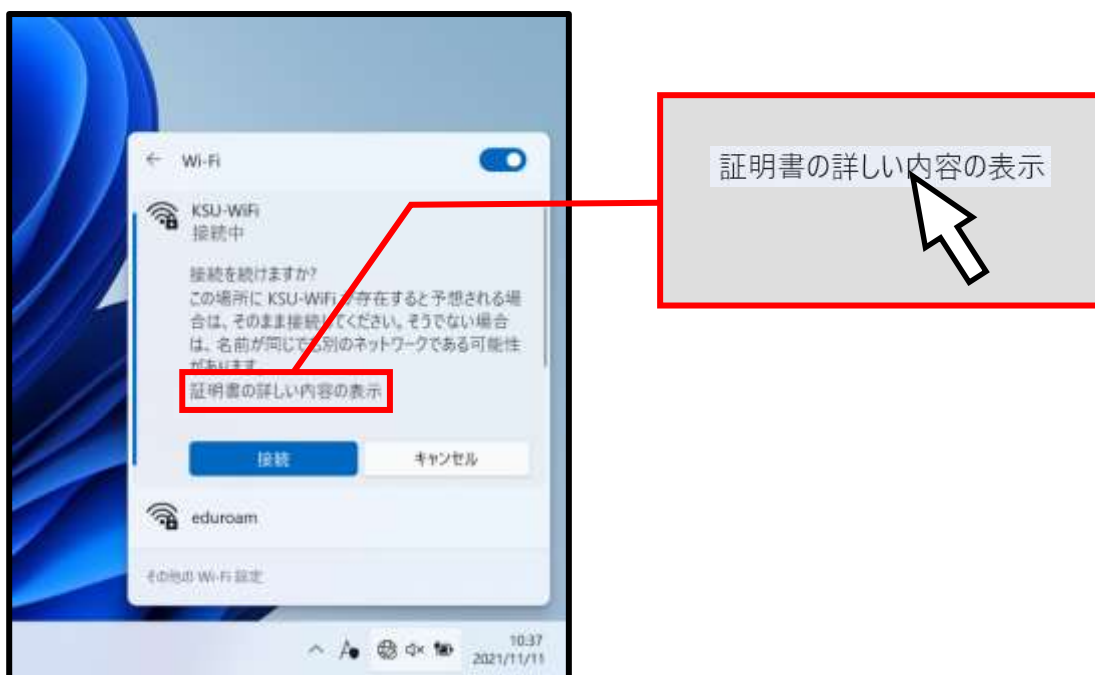 Wi-Fi
KSU-WiFi
接続中
接続を続けますか?
この場所に KSU-WiFi が存在すると予想される場
合は、そのまま接続してください。そうでない場合
は、名前が同じでも別のネットワークである可能性
があります。
証明書の詳しい内容の表示
接続
キャンセル
eduroam
その他の Wi-Fi 設定
10:37
2021/11/11
証明書の詳しい内容の表示